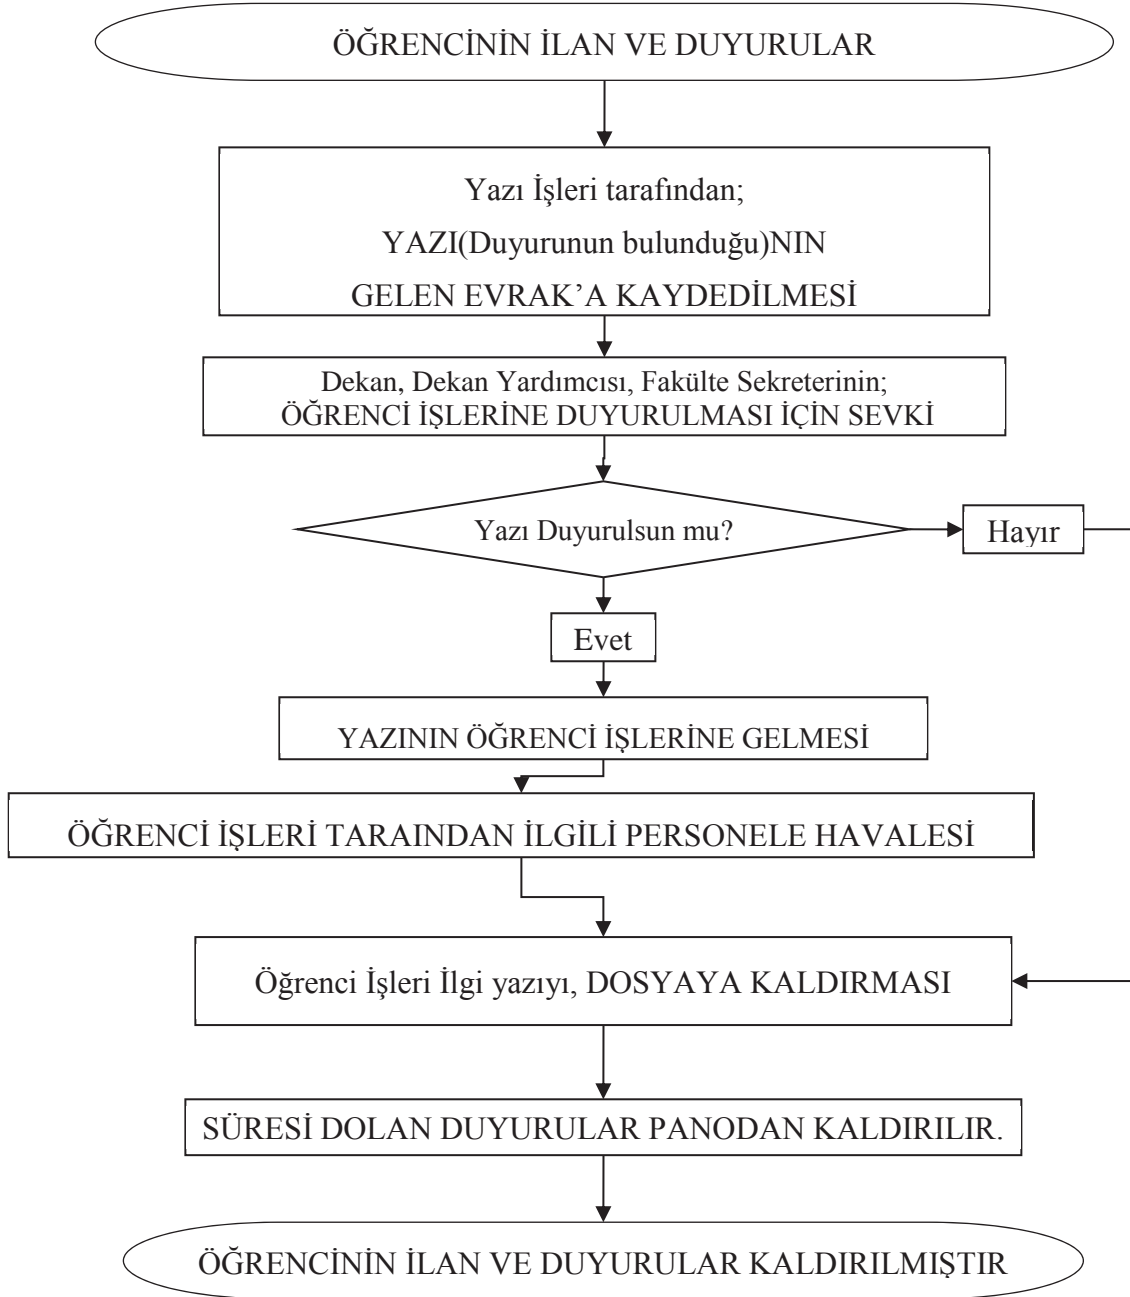 ÖĞRENCİNİN İLAN VE DUYURULAR
Yazı İşleri tarafından;
YAZI(Duyurunun bulunduğu)NIN
GELEN EVRAK’A KAYDEDİLMESİ
Dekan, Dekan Yardımcısı, Fakülte Sekreterinin;
ÖĞRENCİ İŞLERİNE DUYURULMASI İÇİN SEVKİ
Yazı Duyurulsun mu?
Hayır
Evet
YAZININ ÖĞRENCİ İŞLERİNE GELMESİ
ÖĞRENCİ İŞLERİ TARAINDAN İLGİLİ PERSONELE HAVALESİ
Öğrenci İşleri İlgi yazıyı, DOSYAYA KALDIRMASI
SÜRESİ DOLAN DUYURULAR PANODAN KALDIRILIR.
ÖĞRENCİNİN İLAN VE DUYURULAR KALDIRILMIŞTIR